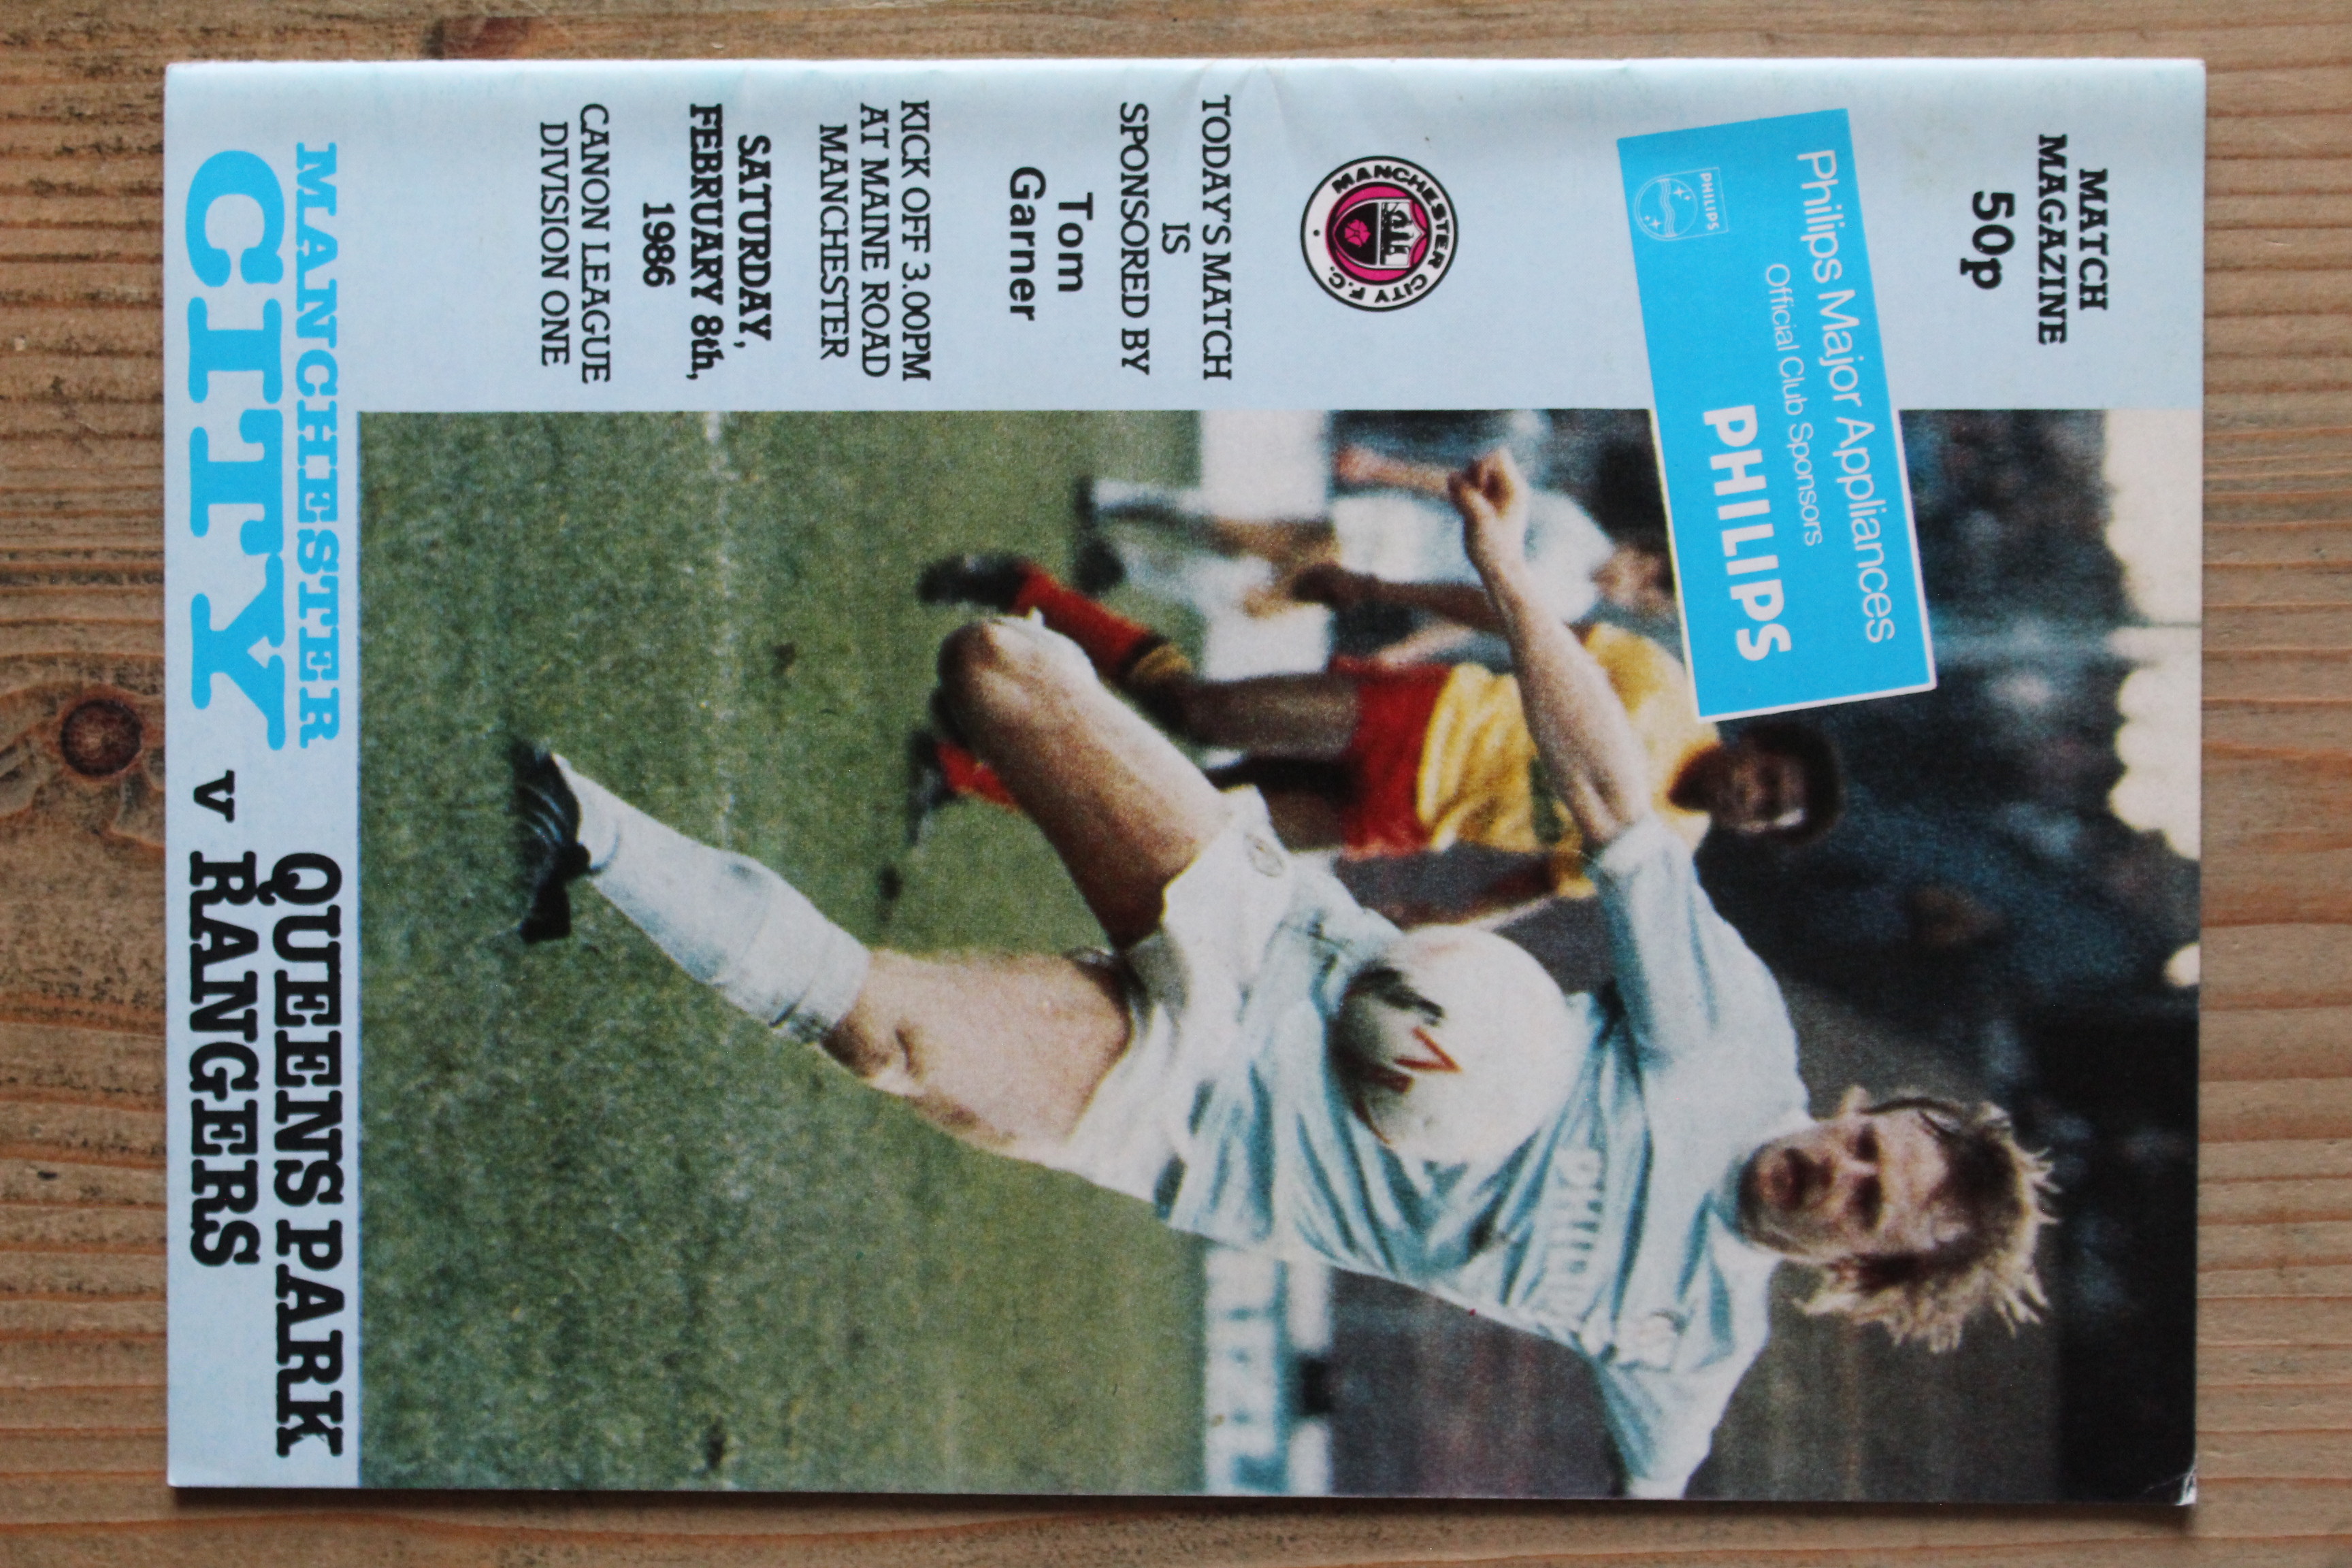 MATCH
MAGAZINE
50p
Philips Major Appliances
Official Club Sponsors
PHILIPS
PHILIPS
MANCHESTER CITY F.C.
TODAY'S MATCH
IS
SPONSORED BY
Tom
Garner
KICK OFF 3.00PM
AT MAINE ROAD
MANCHESTER
SATURDAY,
FEBRUARY 8th,
1986
CANON LEAGUE
DIVISION ONE
PHILIPS
MANCHESTER
CITY
v
QUEENS PARK
RANGERS